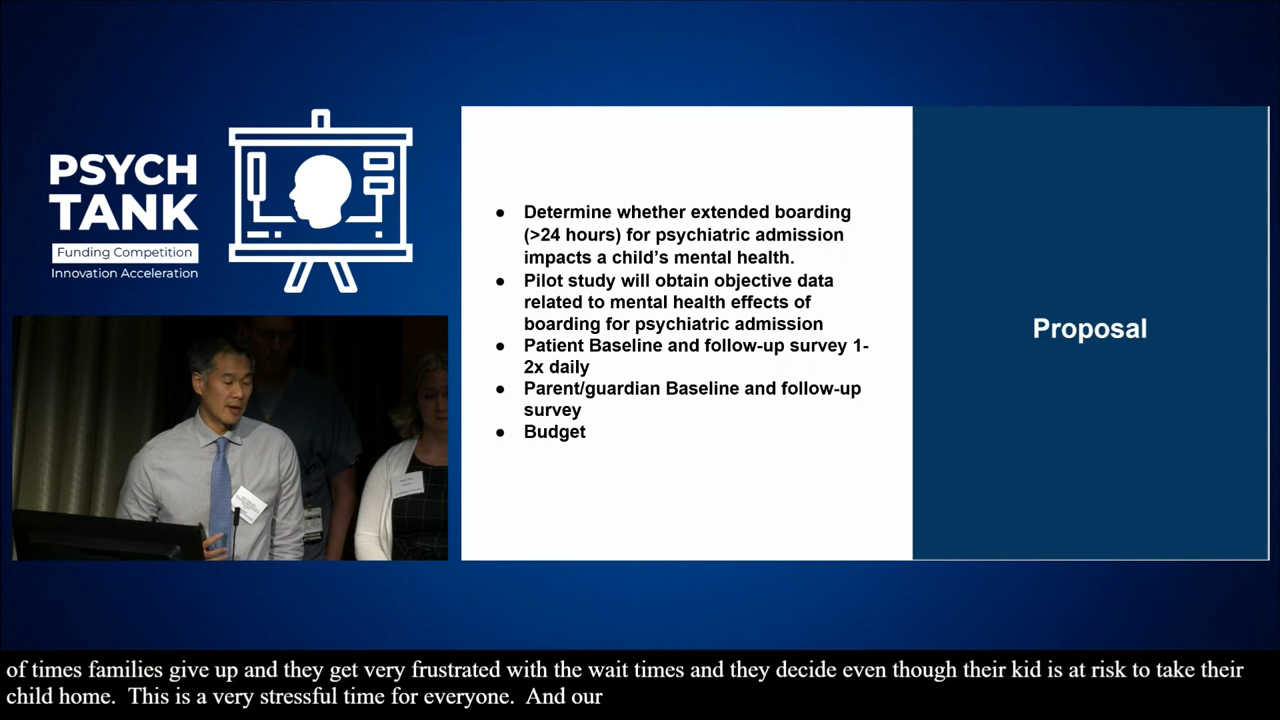 PSYCH
TANK
Funding Competition
Innovation Acceleration
● Determine whether extended boarding
(>24 hours) for psychiatric admission
impacts a child’s mental health.
● Pilot study will obtain objective data
related to mental health effects of
boarding for psychiatric admission
● Patient Baseline and follow-up survey 1-
2x daily
● Parent/guardian Baseline and follow-up
survey
● Budget
Proposal
of times families give up and they get very frustrated with the wait times and they decide even though their kid is at risk to take their
child home.  This is a very stressful time for everyone.  And our